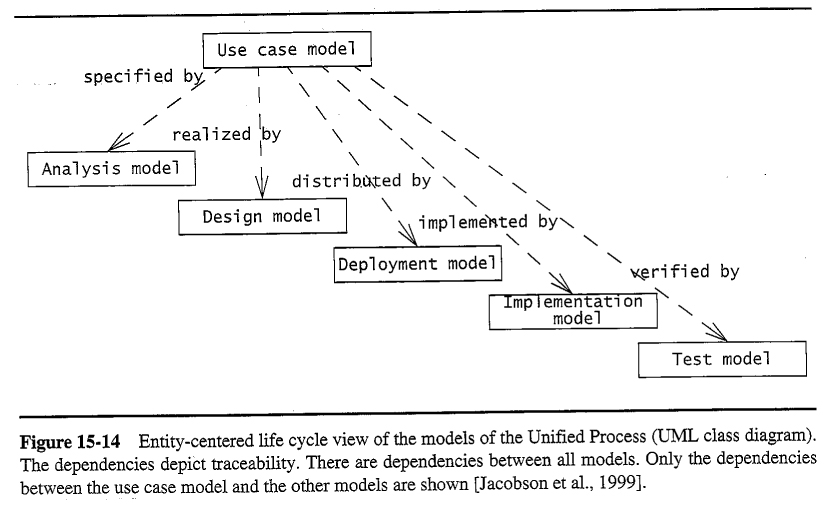 Use case model
specified by
realized by
Analysis model
distributed by
Design model
implemented by
Deployment model
verified by
Implementation
model
Test model
Figure 15-14 Entity-centered life cycle view of the models of the Unified Process (UML class diagram).
The dependencies depict traceability. There are dependencies between all models. Only the dependencies
between the use case model and the other models are shown [Jacobson et al., 1999].